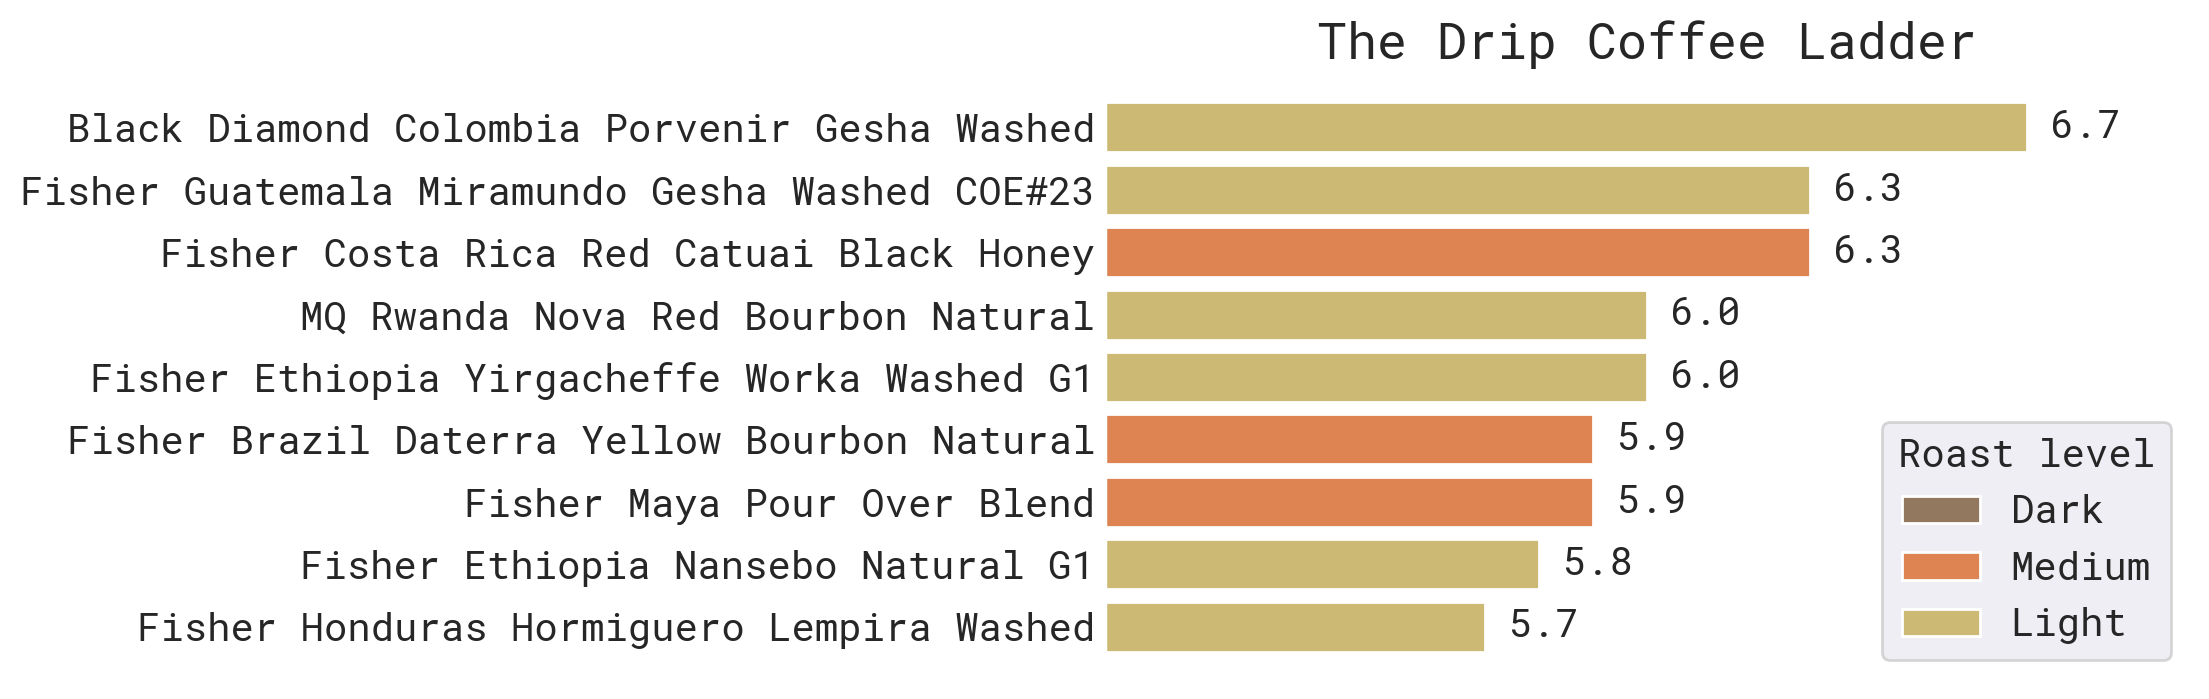 The Drip Coffee Ladder
Black Diamond Colombia Porvenir Gesha Washed 6.7
Fisher Guatemala Miramundo Gesha Washed COE#23 6.3
Fisher Costa Rica Red Catuai Black Honey 6.3
MQ Rwanda Nova Red Bourbon Natural 6.0
Fisher Ethiopia Yirgacheffe Worka Washed G1 6.0
Fisher Brazil Daterra Yellow Bourbon Natural 5.9
Fisher Maya Pour Over Blend 5.9
Fisher Ethiopia Nansebo Natural G1 5.8
Fisher Honduras Hormiguero Lempira Washed 5.7
Roast level
Dark
Medium
Light